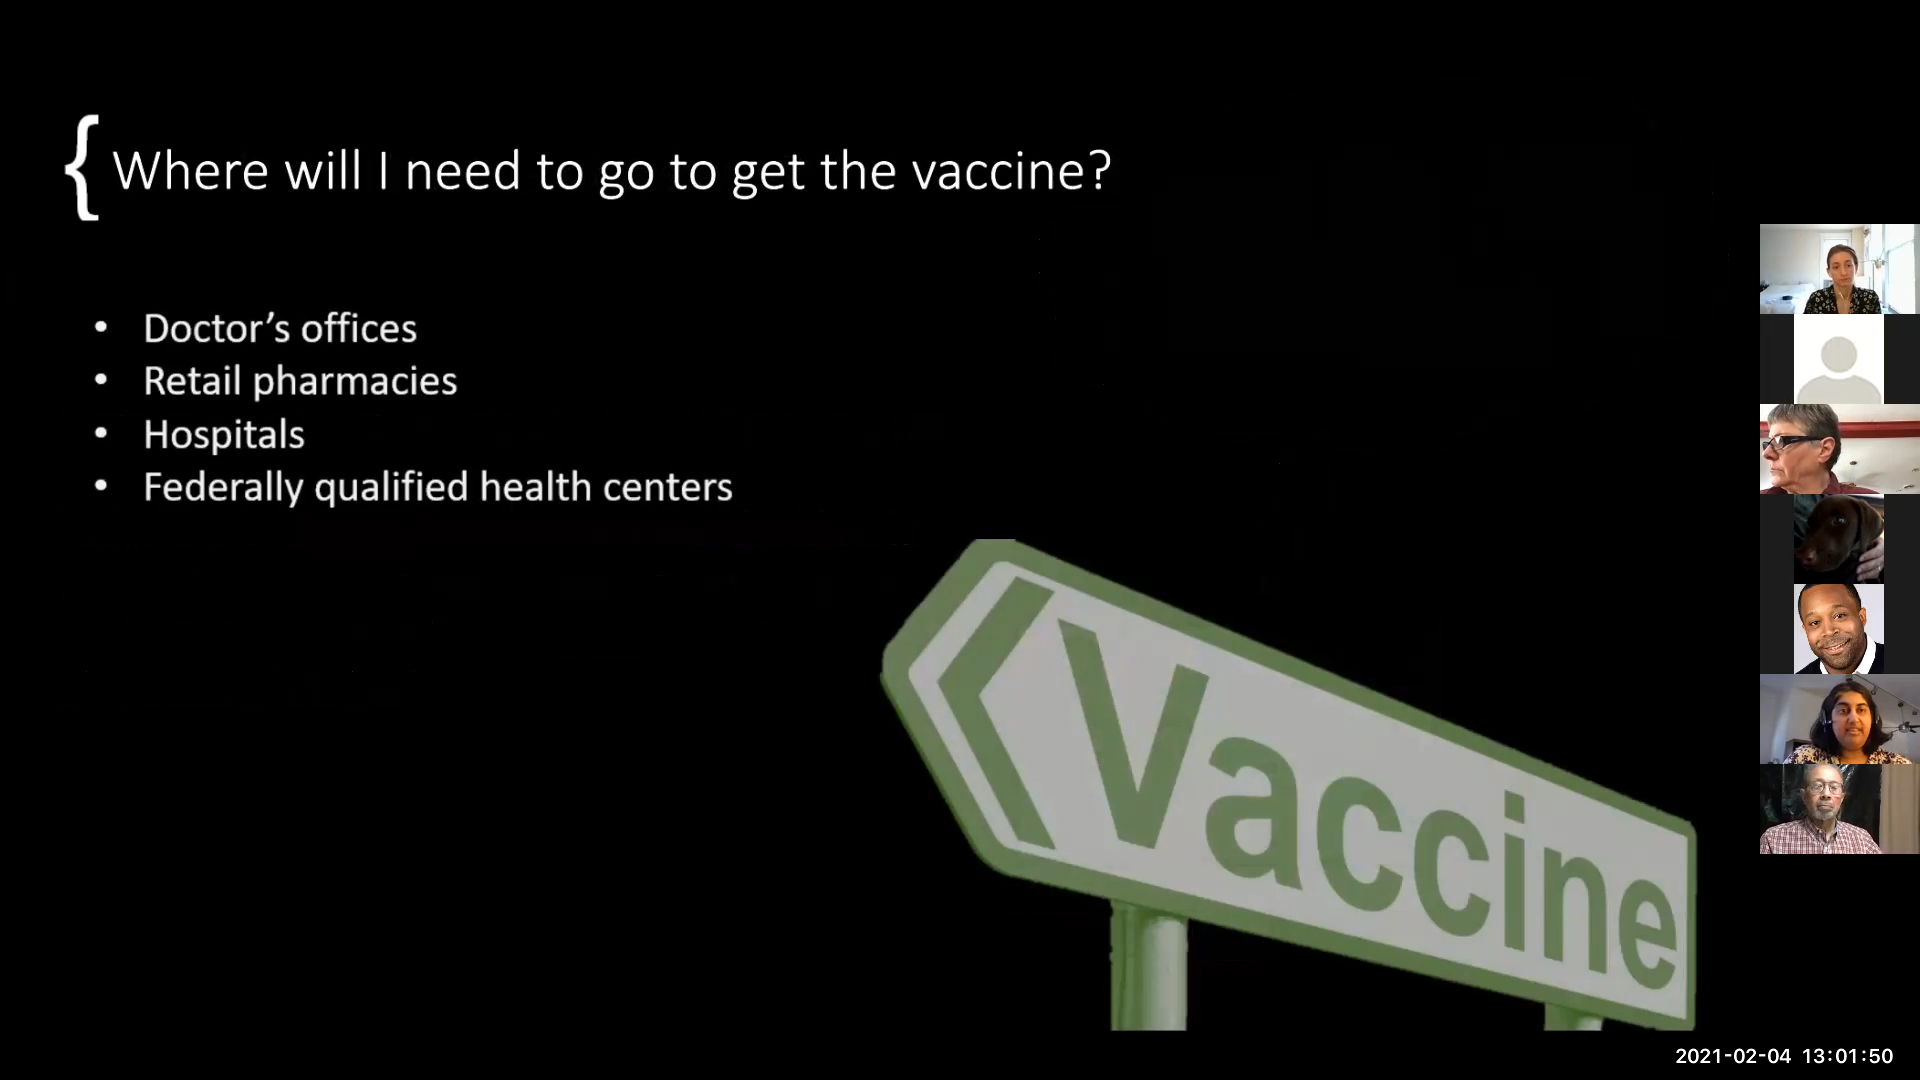 { Where will I need to go to get the vaccine?
• Doctor’s offices
• Retail pharmacies
• Hospitals
• Federally qualified health centers
Vaccine
2021-02-04 13:01:50